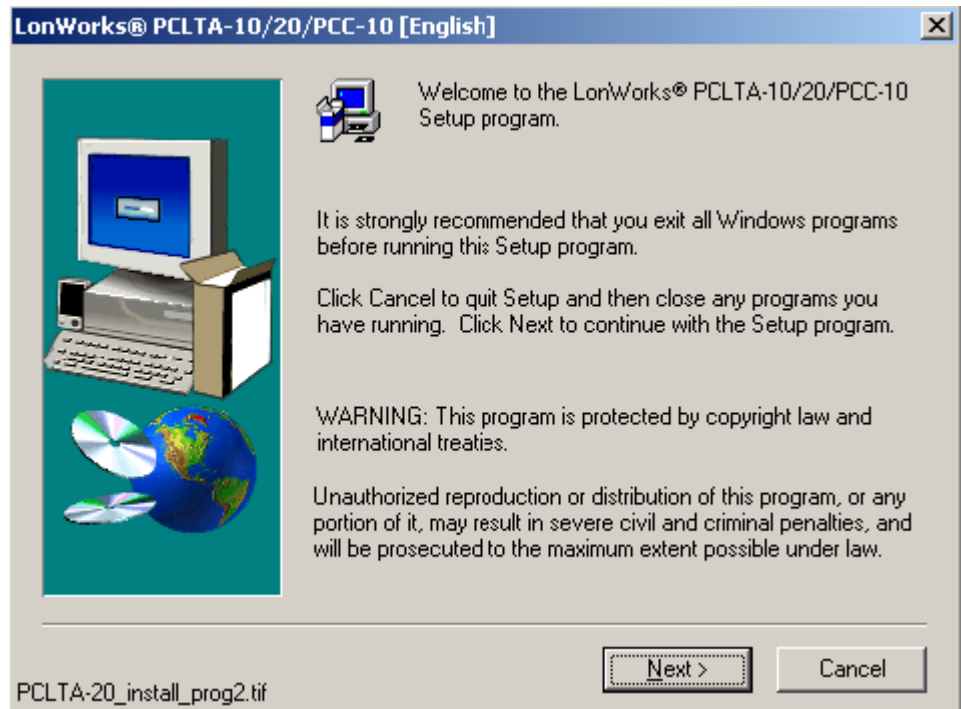 LonWorks® PCLTA-10/20/PCC-10 [English]
Welcome to the LonWorks® PCLTA-10/20/PCC-10
Setup program.
It is strongly recommended that you exit all Windows programs
before running this Setup program.
Click Cancel to quit Setup and then close any programs you
have running. Click Next to continue with the Setup program.
WARNING: This program is protected by copyright law and
international treaties.
Unauthorized reproduction or distribution of this program, or any
portion of it, may result in severe civil and criminal penalties, and
will be prosecuted to the maximum extent possible under law.
Next >
Cancel
PCLTA-20_install_prog2.tif